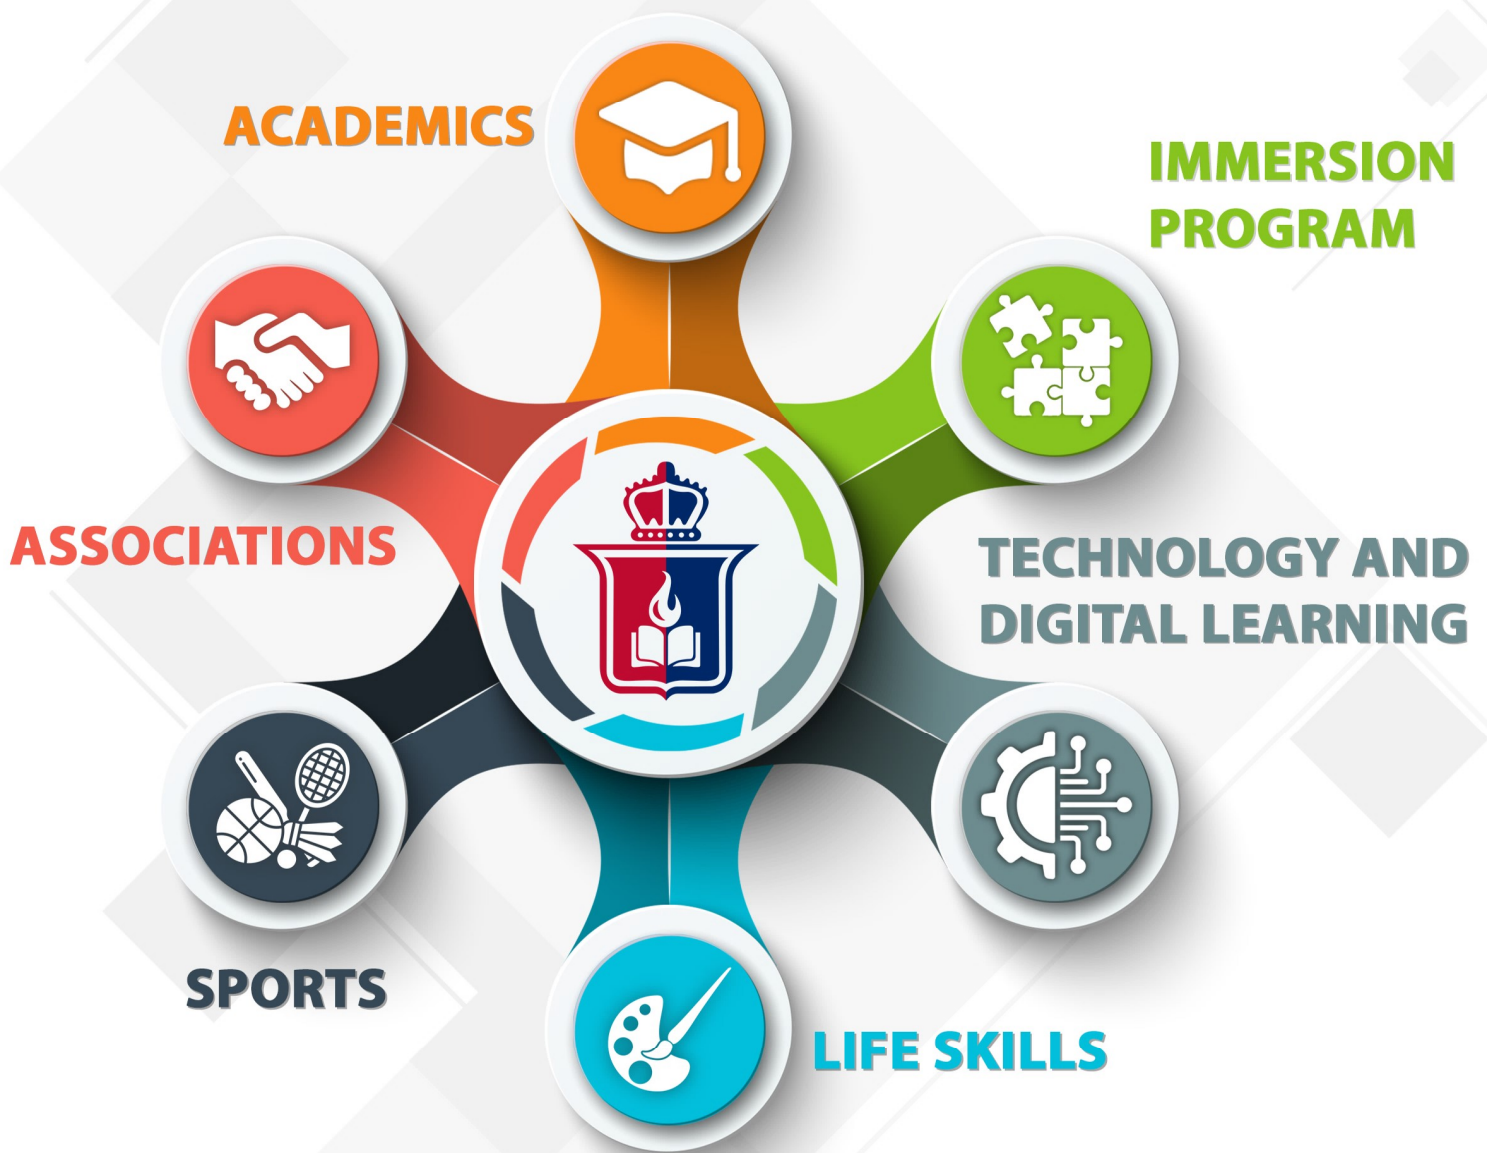 ACADEMICS
IMMERSION
PROGRAM
ASSOCIATIONS
TECHNOLOGY AND
DIGITAL LEARNING
SPORTS
LIFE SKILLS